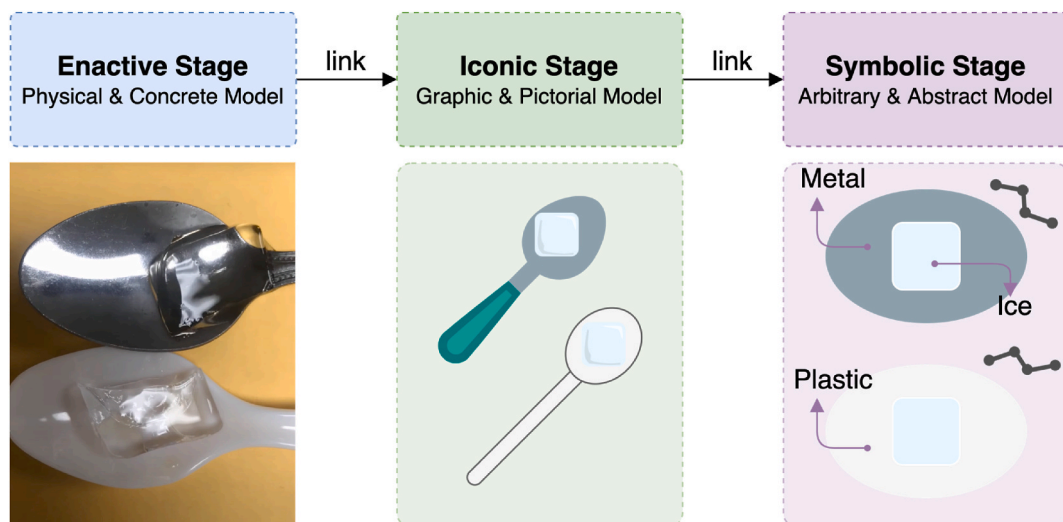 Enactive Stage
Physical & Concrete Model
link
Iconic Stage
Graphic & Pictorial Model
link
Symbolic Stage
Arbitrary & Abstract Model
Metal
Ice
Plastic